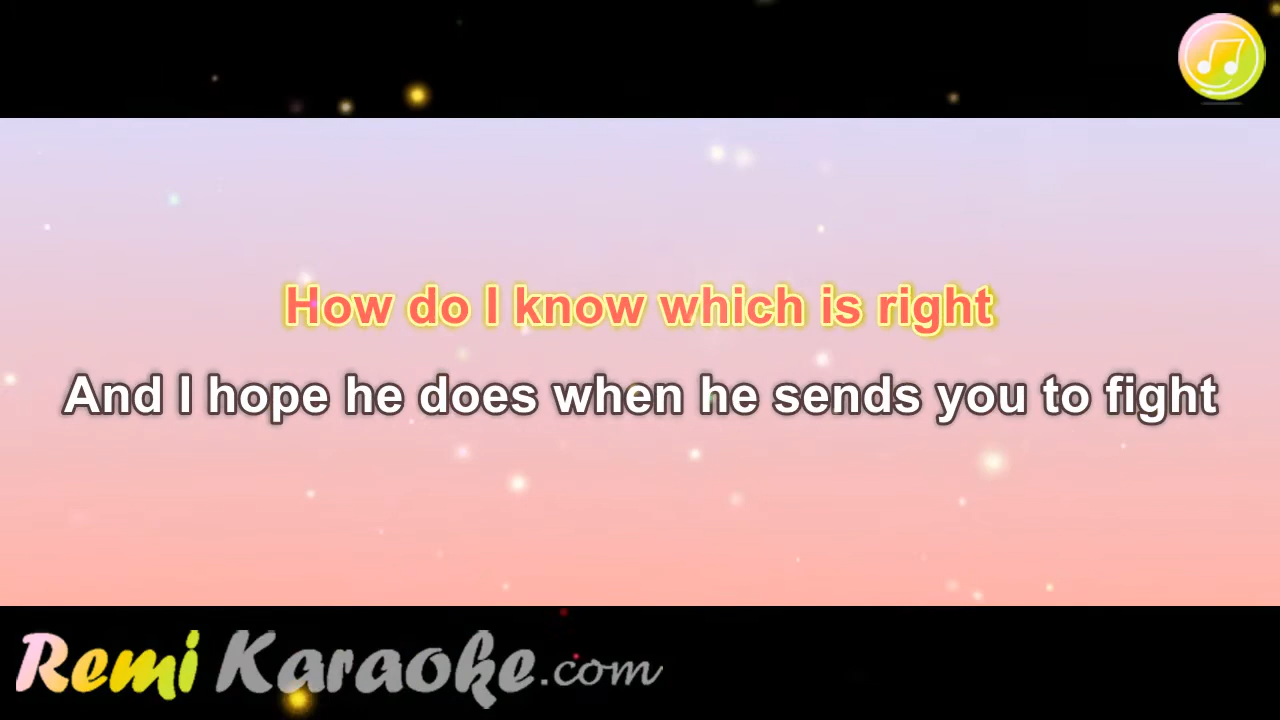 How do I know which is right
And I hope he does when he sends you to fight
Remi Karaoke.com